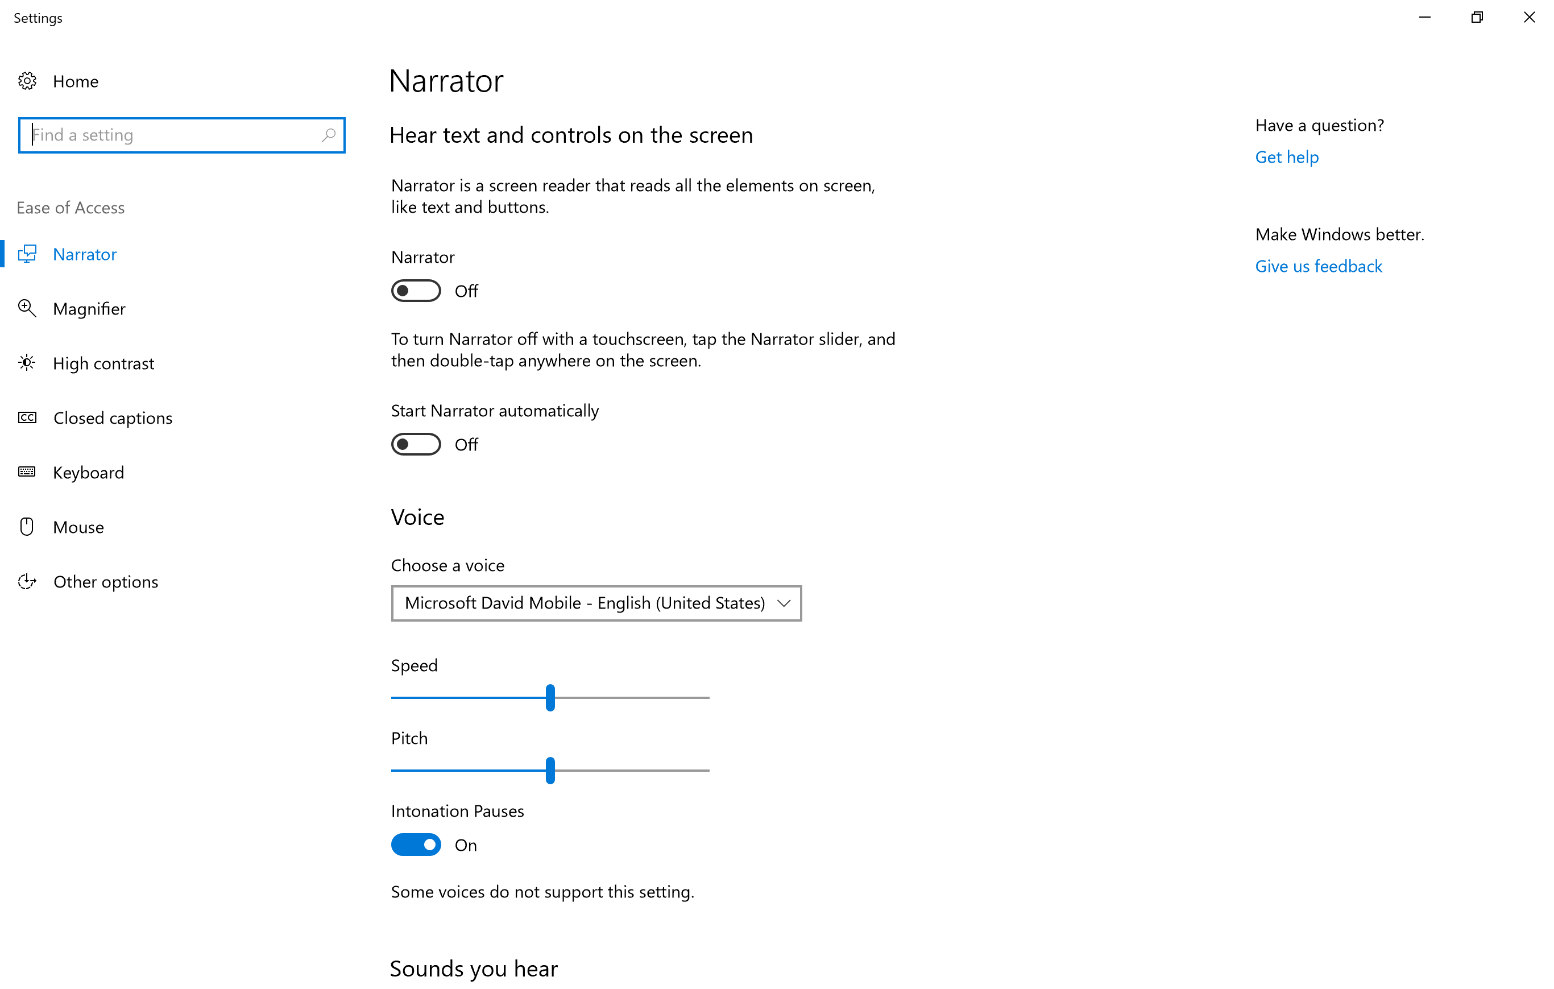 Settings
Home
Find a setting
Ease of Access
Narrator
Magnifier
High contrast
CC Closed captions
Keyboard
Mouse
Other options
Narrator
Hear text and controls on the screen
Narrator is a screen reader that reads all the elements on screen,
like text and buttons.
Narrator
Off
To turn Narrator off with a touchscreen, tap the Narrator slider, and
then double-tap anywhere on the screen.
Start Narrator automatically
Off
Voice
Choose a voice
Microsoft David Mobile - English (United States)
Speed
Pitch
Intonation Pauses
On
Some voices do not support this setting.
Sounds you hear
Have a question?
Get help
Make Windows better.
Give us feedback